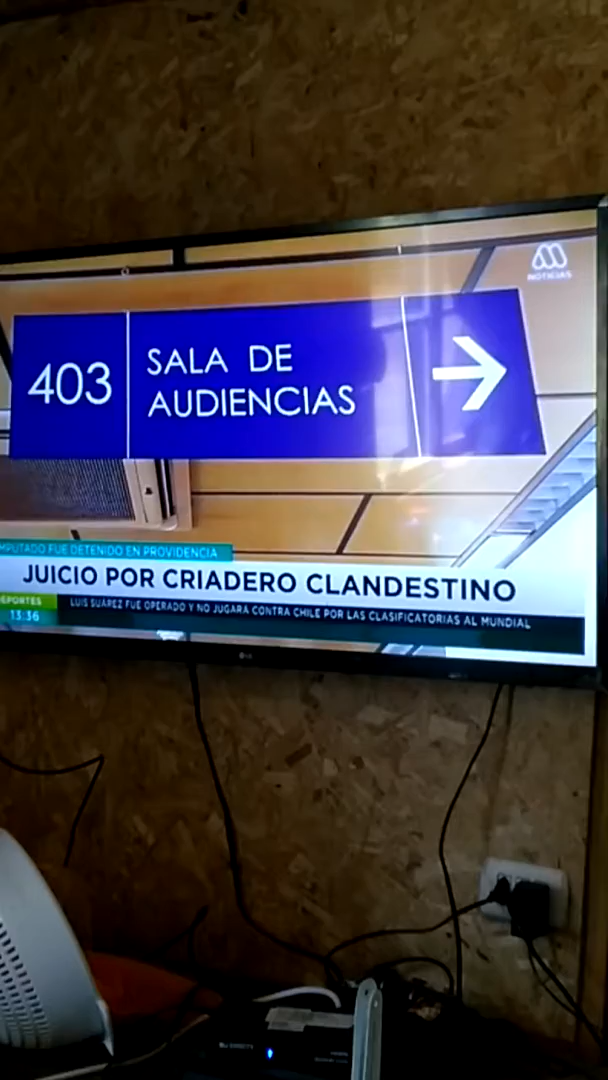 NOTICIAS
403
SALA DE
AUDIENCIAS
IMPUTADO FUE DETENIDO EN PROVIDENCIA
JUICIO POR CRIADERO CLANDESTINO
DEPORTES
LUIS SUÁREZ FUE OPERADO Y NO JUGARÁ CONTRA CHILE POR LAS CLASIFICATORIAS AL MUNDIAL
13:36
LG